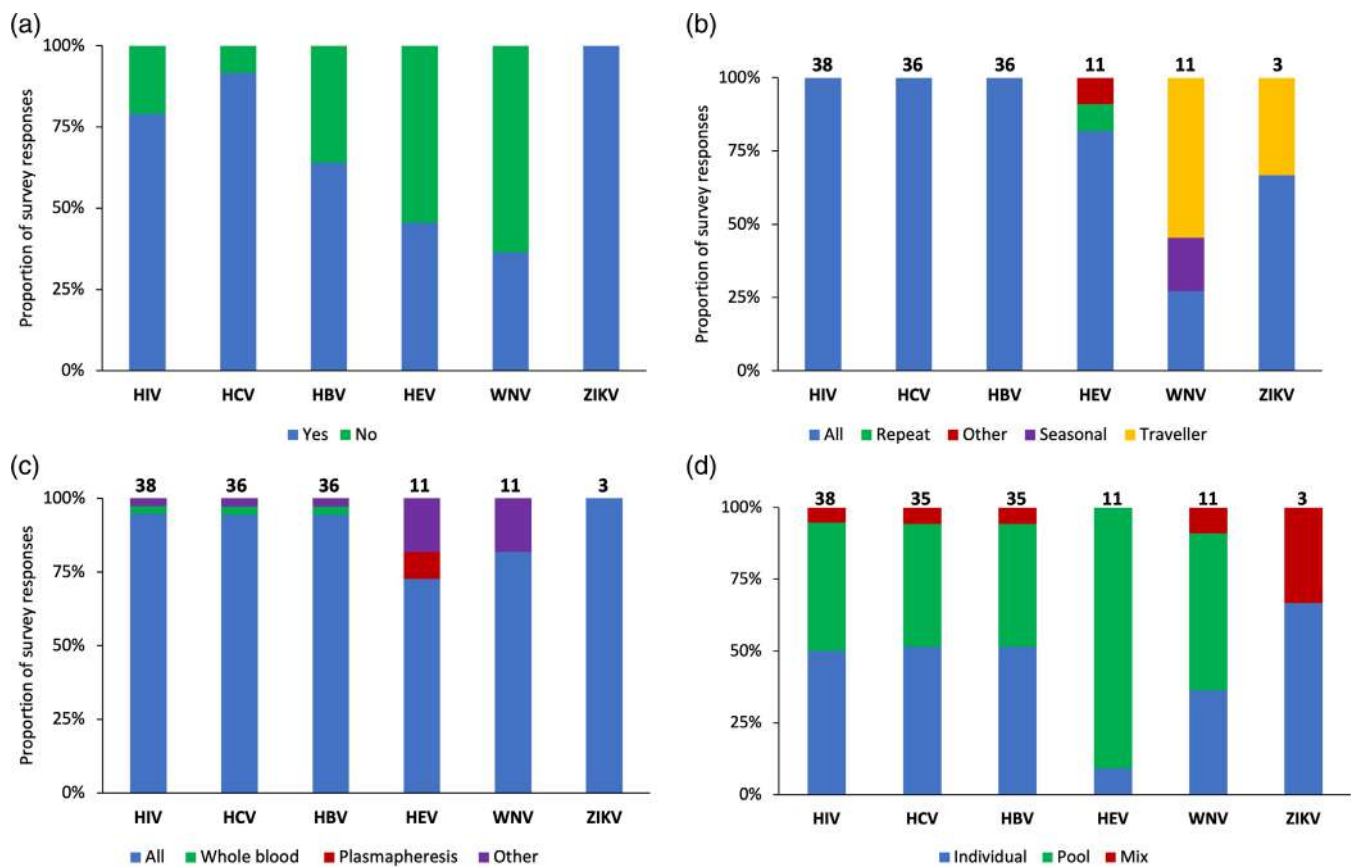 (a)
Proportion of survey responses
100%
75%
50%
25%
0%
HIV HCV HBV HEV WNV ZIKV
Yes No
(b)
Proportion of survey responses
38 36 36 11 11 3
100%
75%
50%
25%
0%
HIV HCV HBV HEV WNV ZIKV
All Repeat Other Seasonal Traveller
(c)
Proportion of survey responses
38 36 36 11 11 3
100%
75%
50%
25%
0%
HIV HCV HBV HEV WNV ZIKV
All Whole blood Plasmapheresis Other
(d)
Proportion of survey responses
38 35 35 11 11 3
100%
75%
50%
25%
0%
HIV HCV HBV HEV WNV ZIKV
Individual Pool Mix